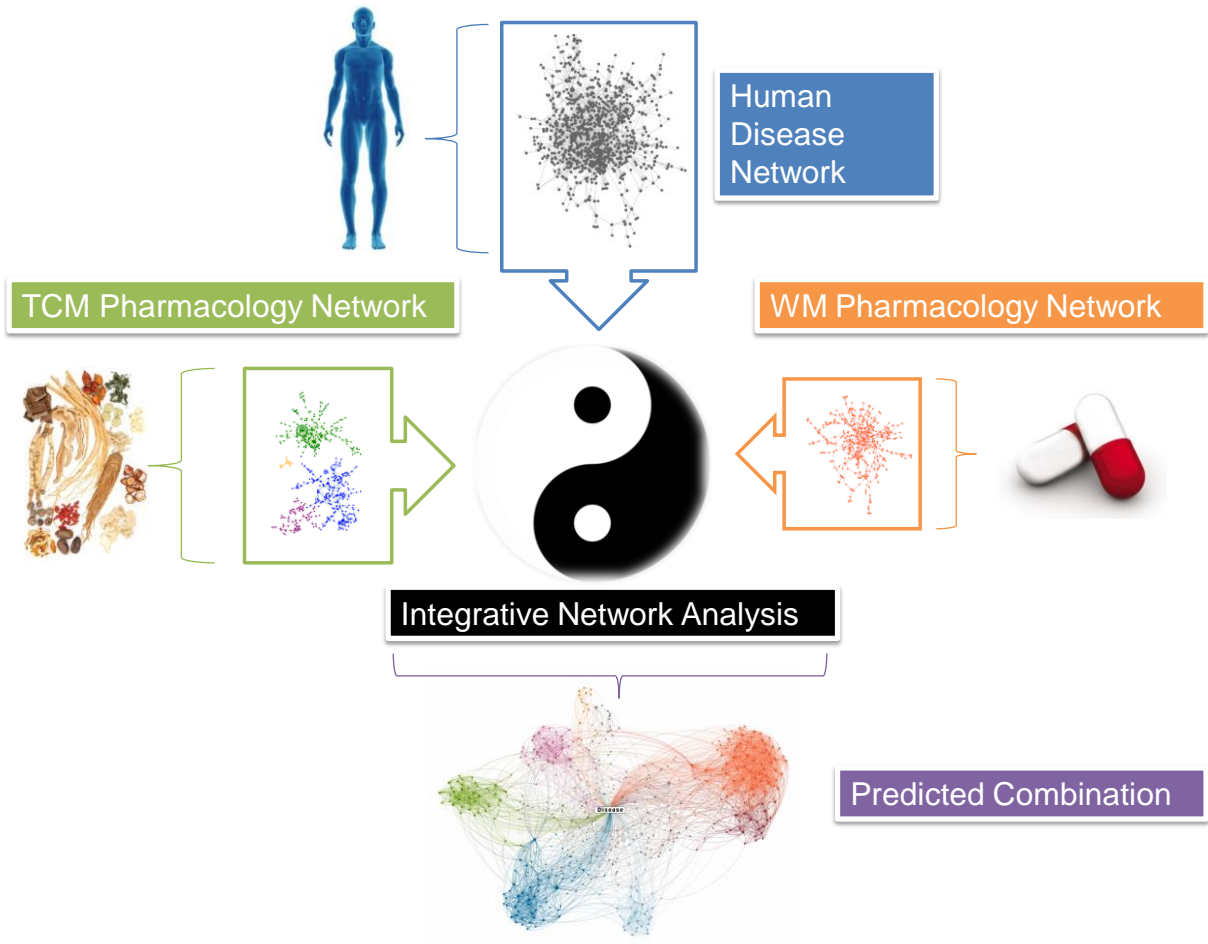 Human
Disease
Network
TCM Pharmacology Network
WM Pharmacology Network
Integrative Network Analysis
Disease
Predicted Combination